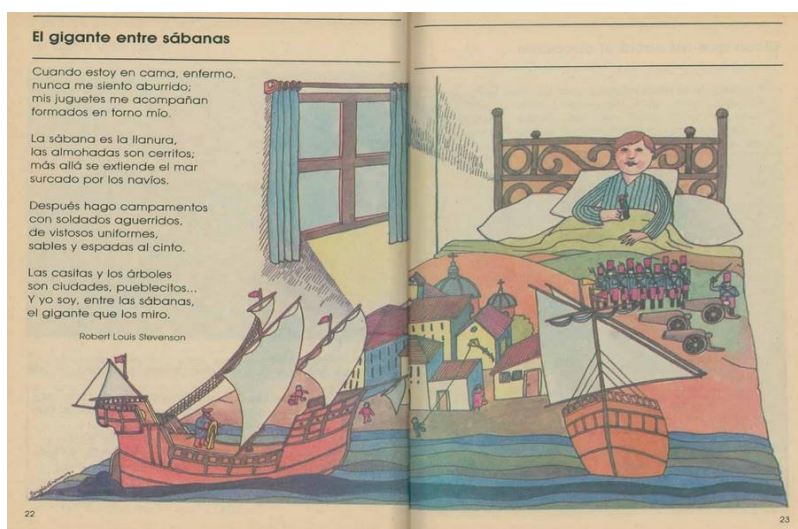 El gigante entre sábanas
Cuando estoy en cama, enfermo,
nunca me siento aburrido;
mis juguetes me acompañan
formados en torno mío.
La sábana es la llanura,
las almohadas son cerritos;
más allá se extiende el mar
surcado por los navíos.
Después hago campamentos
con soldados aguerridos,
de vistosos uniformes,
sables y espadas al cinto.
Las casitas y los árboles
son ciudades, pueblecitos...
Y yo soy, entre las sábanas,
el gigante que los miro.
Robert Louis Stevenson
22
23